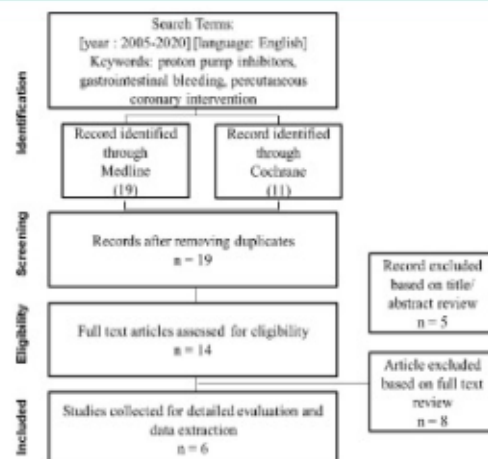 Search Terms:
[year : 2005-2020] [language: English]
Keywords: proton pump inhibitors,
gastrointestinal bleeding, percutaneous
coronary intervention
Identification
Record identified
through
Medline
(19)
Record identified
through
Cochrane
(11)
Screening
Records after removing duplicates
n = 19
Record excluded
based on title/
abstract review
n = 5
Eligibility
Full text articles assessed for eligibility
n = 14
Article excluded
based on full text
review
n = 8
Included
Studies collected for detailed evaluation and
data extraction
n = 6